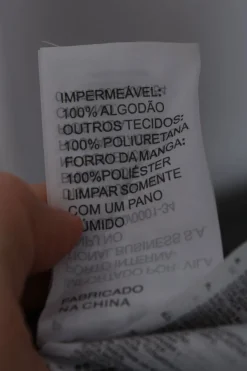 IMPERMEÁVEL:
100% ALGODÃO
OUTROS TECIDOS:
100% POLIURETANA
FORRO DA MANGA:
100%POLIÉSTER
LIMPAR SOMENTE
COM UM PANO
ÚMIDO
FABRICADO
NA CHINA